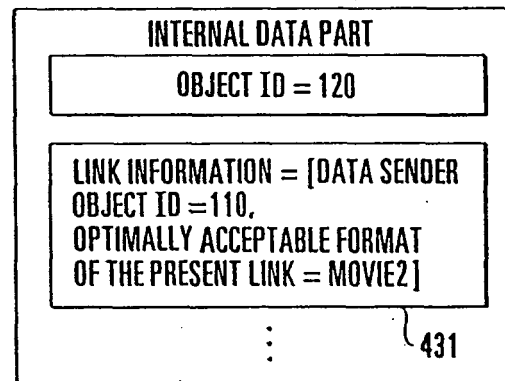 INTERNAL DATA PART
OBJECT ID = 120
LINK INFORMATION = [DATA SENDER
OBJECT ID =110,
OPTIMALLY ACCEPTABLE FORMAT
OF THE PRESENT LINK = MOVIE2]
431